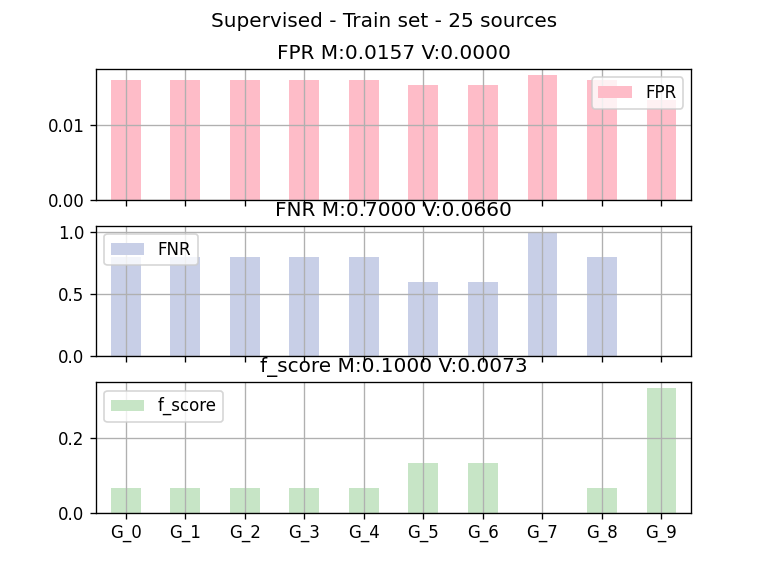 Supervised - Train set - 25 sources
FPR M:0.0157 V:0.0000
FPR
0.01
0.00
FNR M:0.7000 V:0.0660
FNR
1.0
0.5
0.0
f_score M:0.1000 V:0.0073
f_score
0.2
0.0
G_0 G_1 G_2 G_3 G_4 G_5 G_6 G_7 G_8 G_9